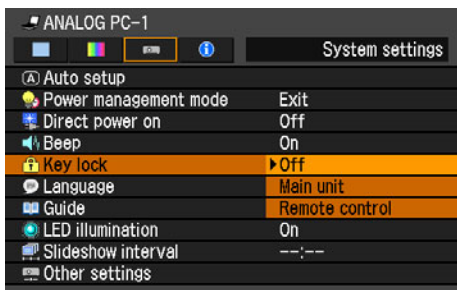 ANALOG PC-1
System settings
Auto setup
Power management mode Exit
Direct power on Off
Beep On
Key lock Off
Language Main unit
Guide Remote control
LED illumination On
Slideshow interval --:--
Other settings